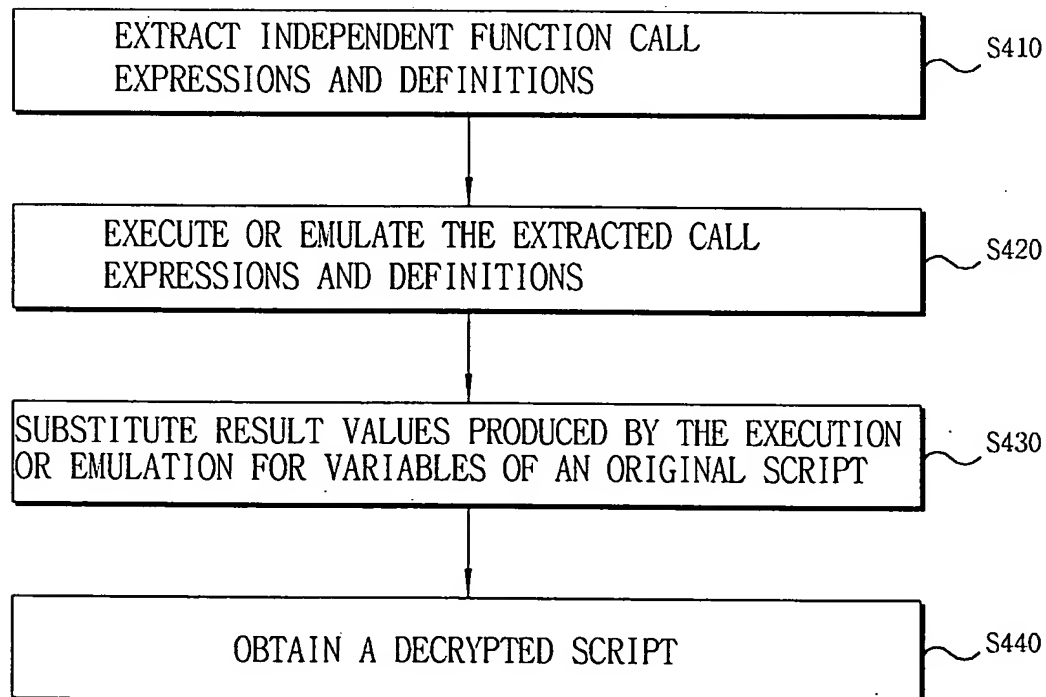 EXTRACT INDEPENDENT FUNCTION CALL
EXPRESSIONS AND DEFINITIONS
S410
EXECUTE OR EMULATE THE EXTRACTED CALL
EXPRESSIONS AND DEFINITIONS
S420
SUBSTITUTE RESULT VALUES PRODUCED BY THE EXECUTION
OR EMULATION FOR VARIABLES OF AN ORIGINAL SCRIPT
S430
OBTAIN A DECRYPTED SCRIPT
S440